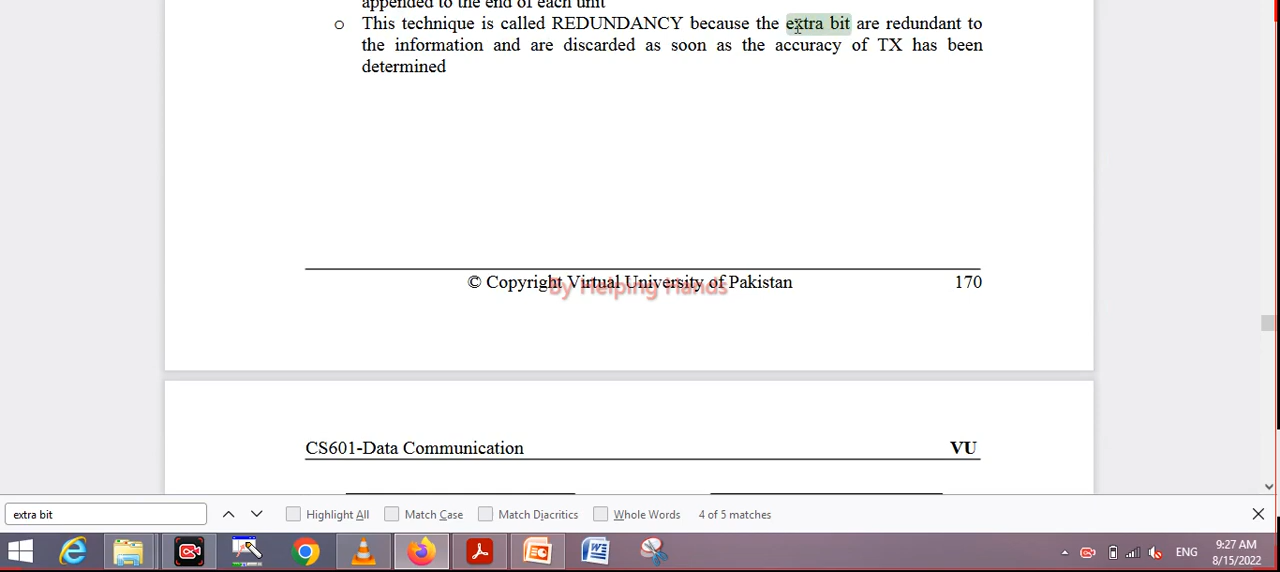 appended to the end of each unit
o This technique is called REDUNDANCY because the extra bit are redundant to
the information and are discarded as soon as the accuracy of TX has been
determined
© Copyright Virtual University of Pakistan 170
By Helping Hands
CS601-Data Communication VU
extra bit Highlight All Match Case Match Diacritics Whole Words 4 of 5 matches
ENG 9:27 AM
8/15/2022